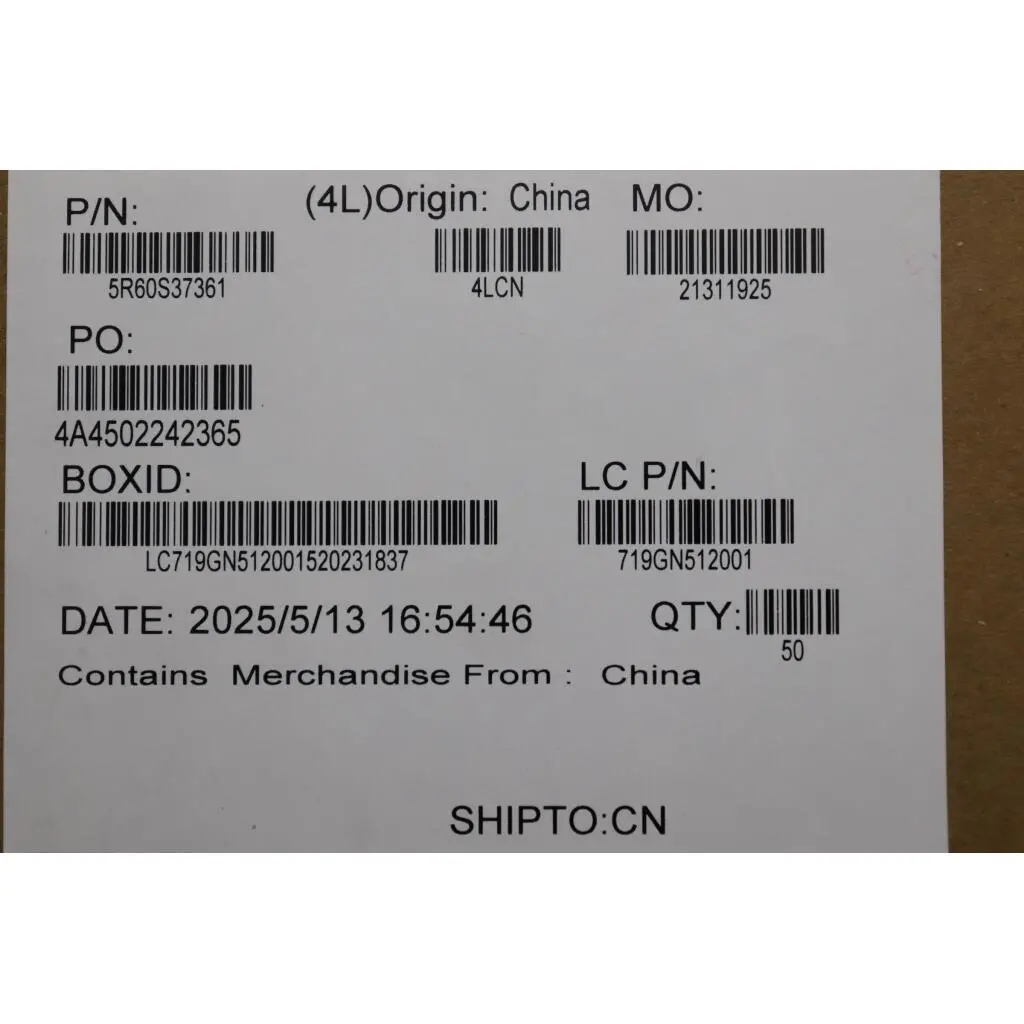 P/N: (4L)Origin: China MO:
5R60S37361 4LCN 21311925
PO:
4A4502242365
BOXID: LC P/N:
LC719GN512001520231837 719GN512001
DATE: 2025/5/13 16:54:46 QTY:
50
Contains Merchandise From : China
SHIPTO:CN